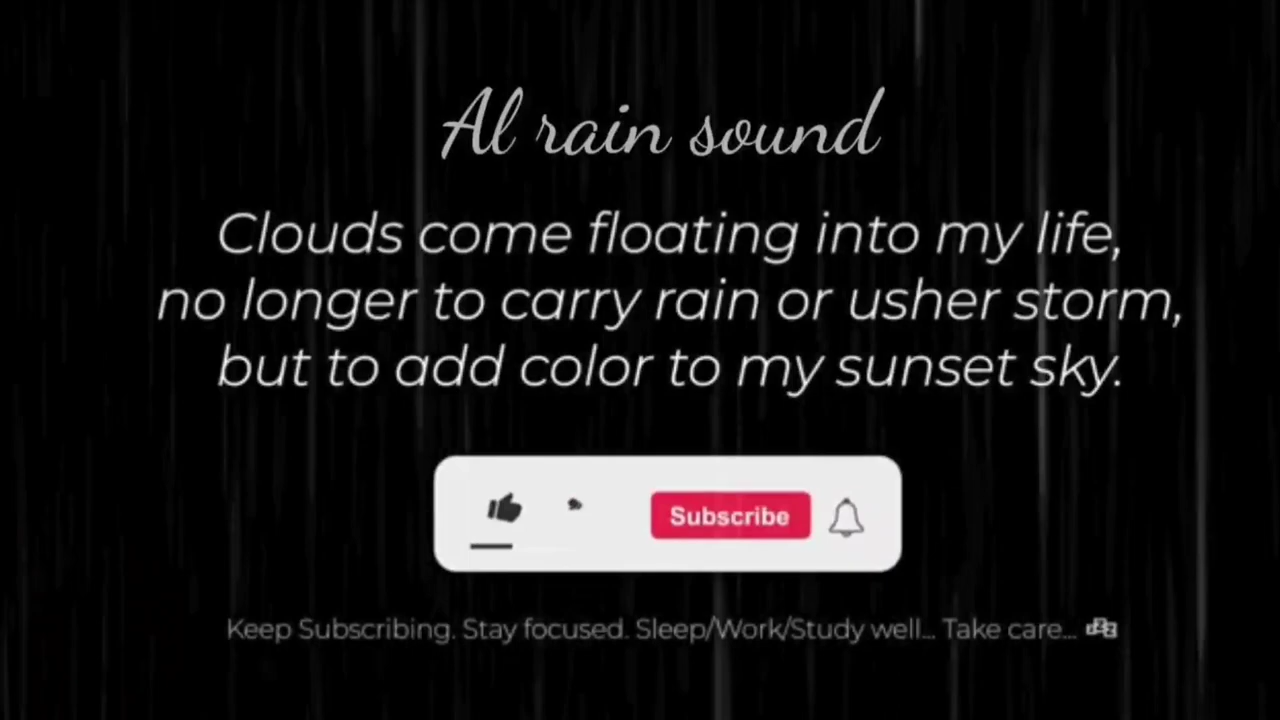 Al rain sound
Clouds come floating into my life,
no longer to carry rain or usher storm,
but to add color to my sunset sky.
Subscribe
Keep Subscribing. Stay focused. Sleep/Work/Study well... Take care...